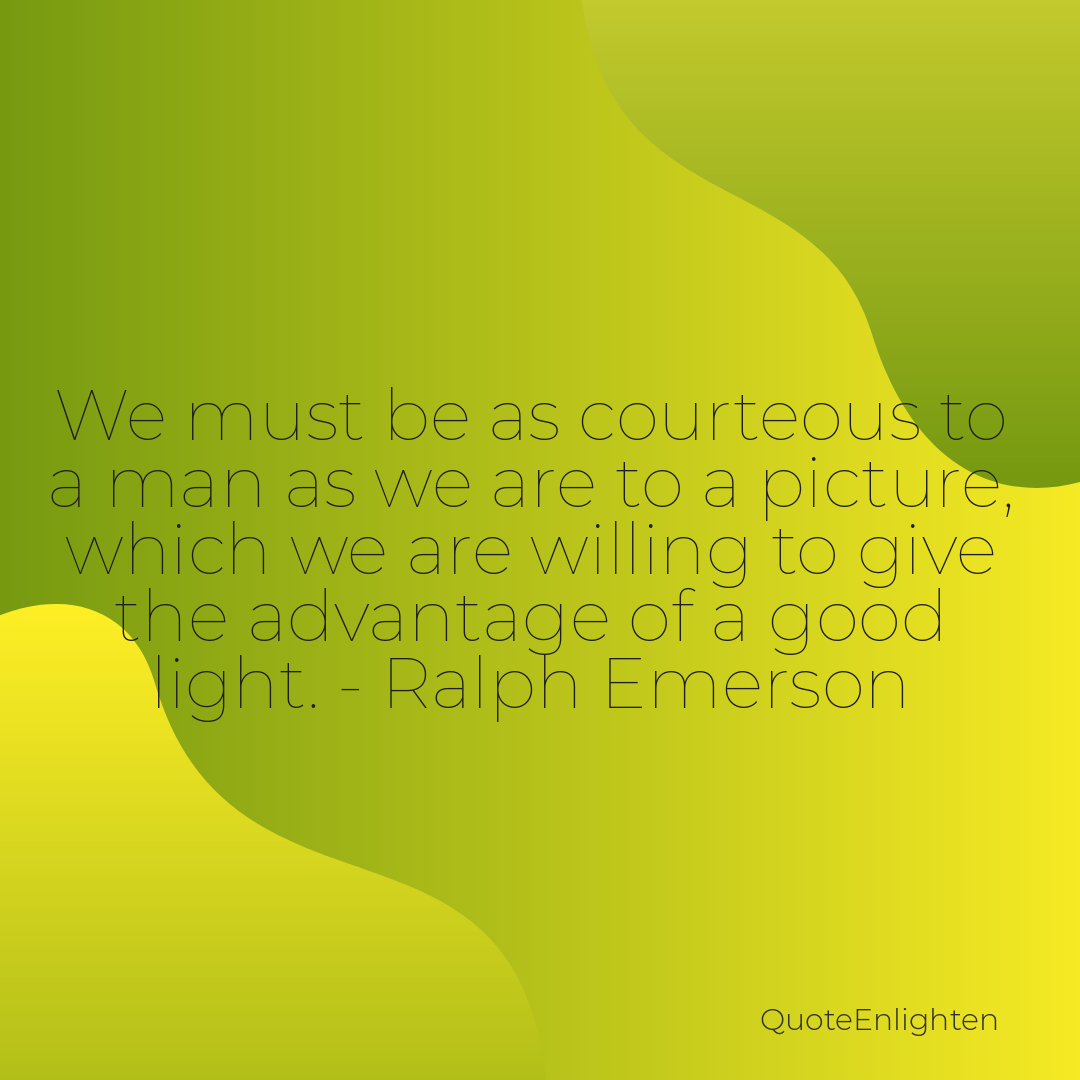 We must be as courteous to
a man as we are to a picture,
which we are willing to give
the advantage of a good
light. - Ralph Emerson
QuoteEnlighten